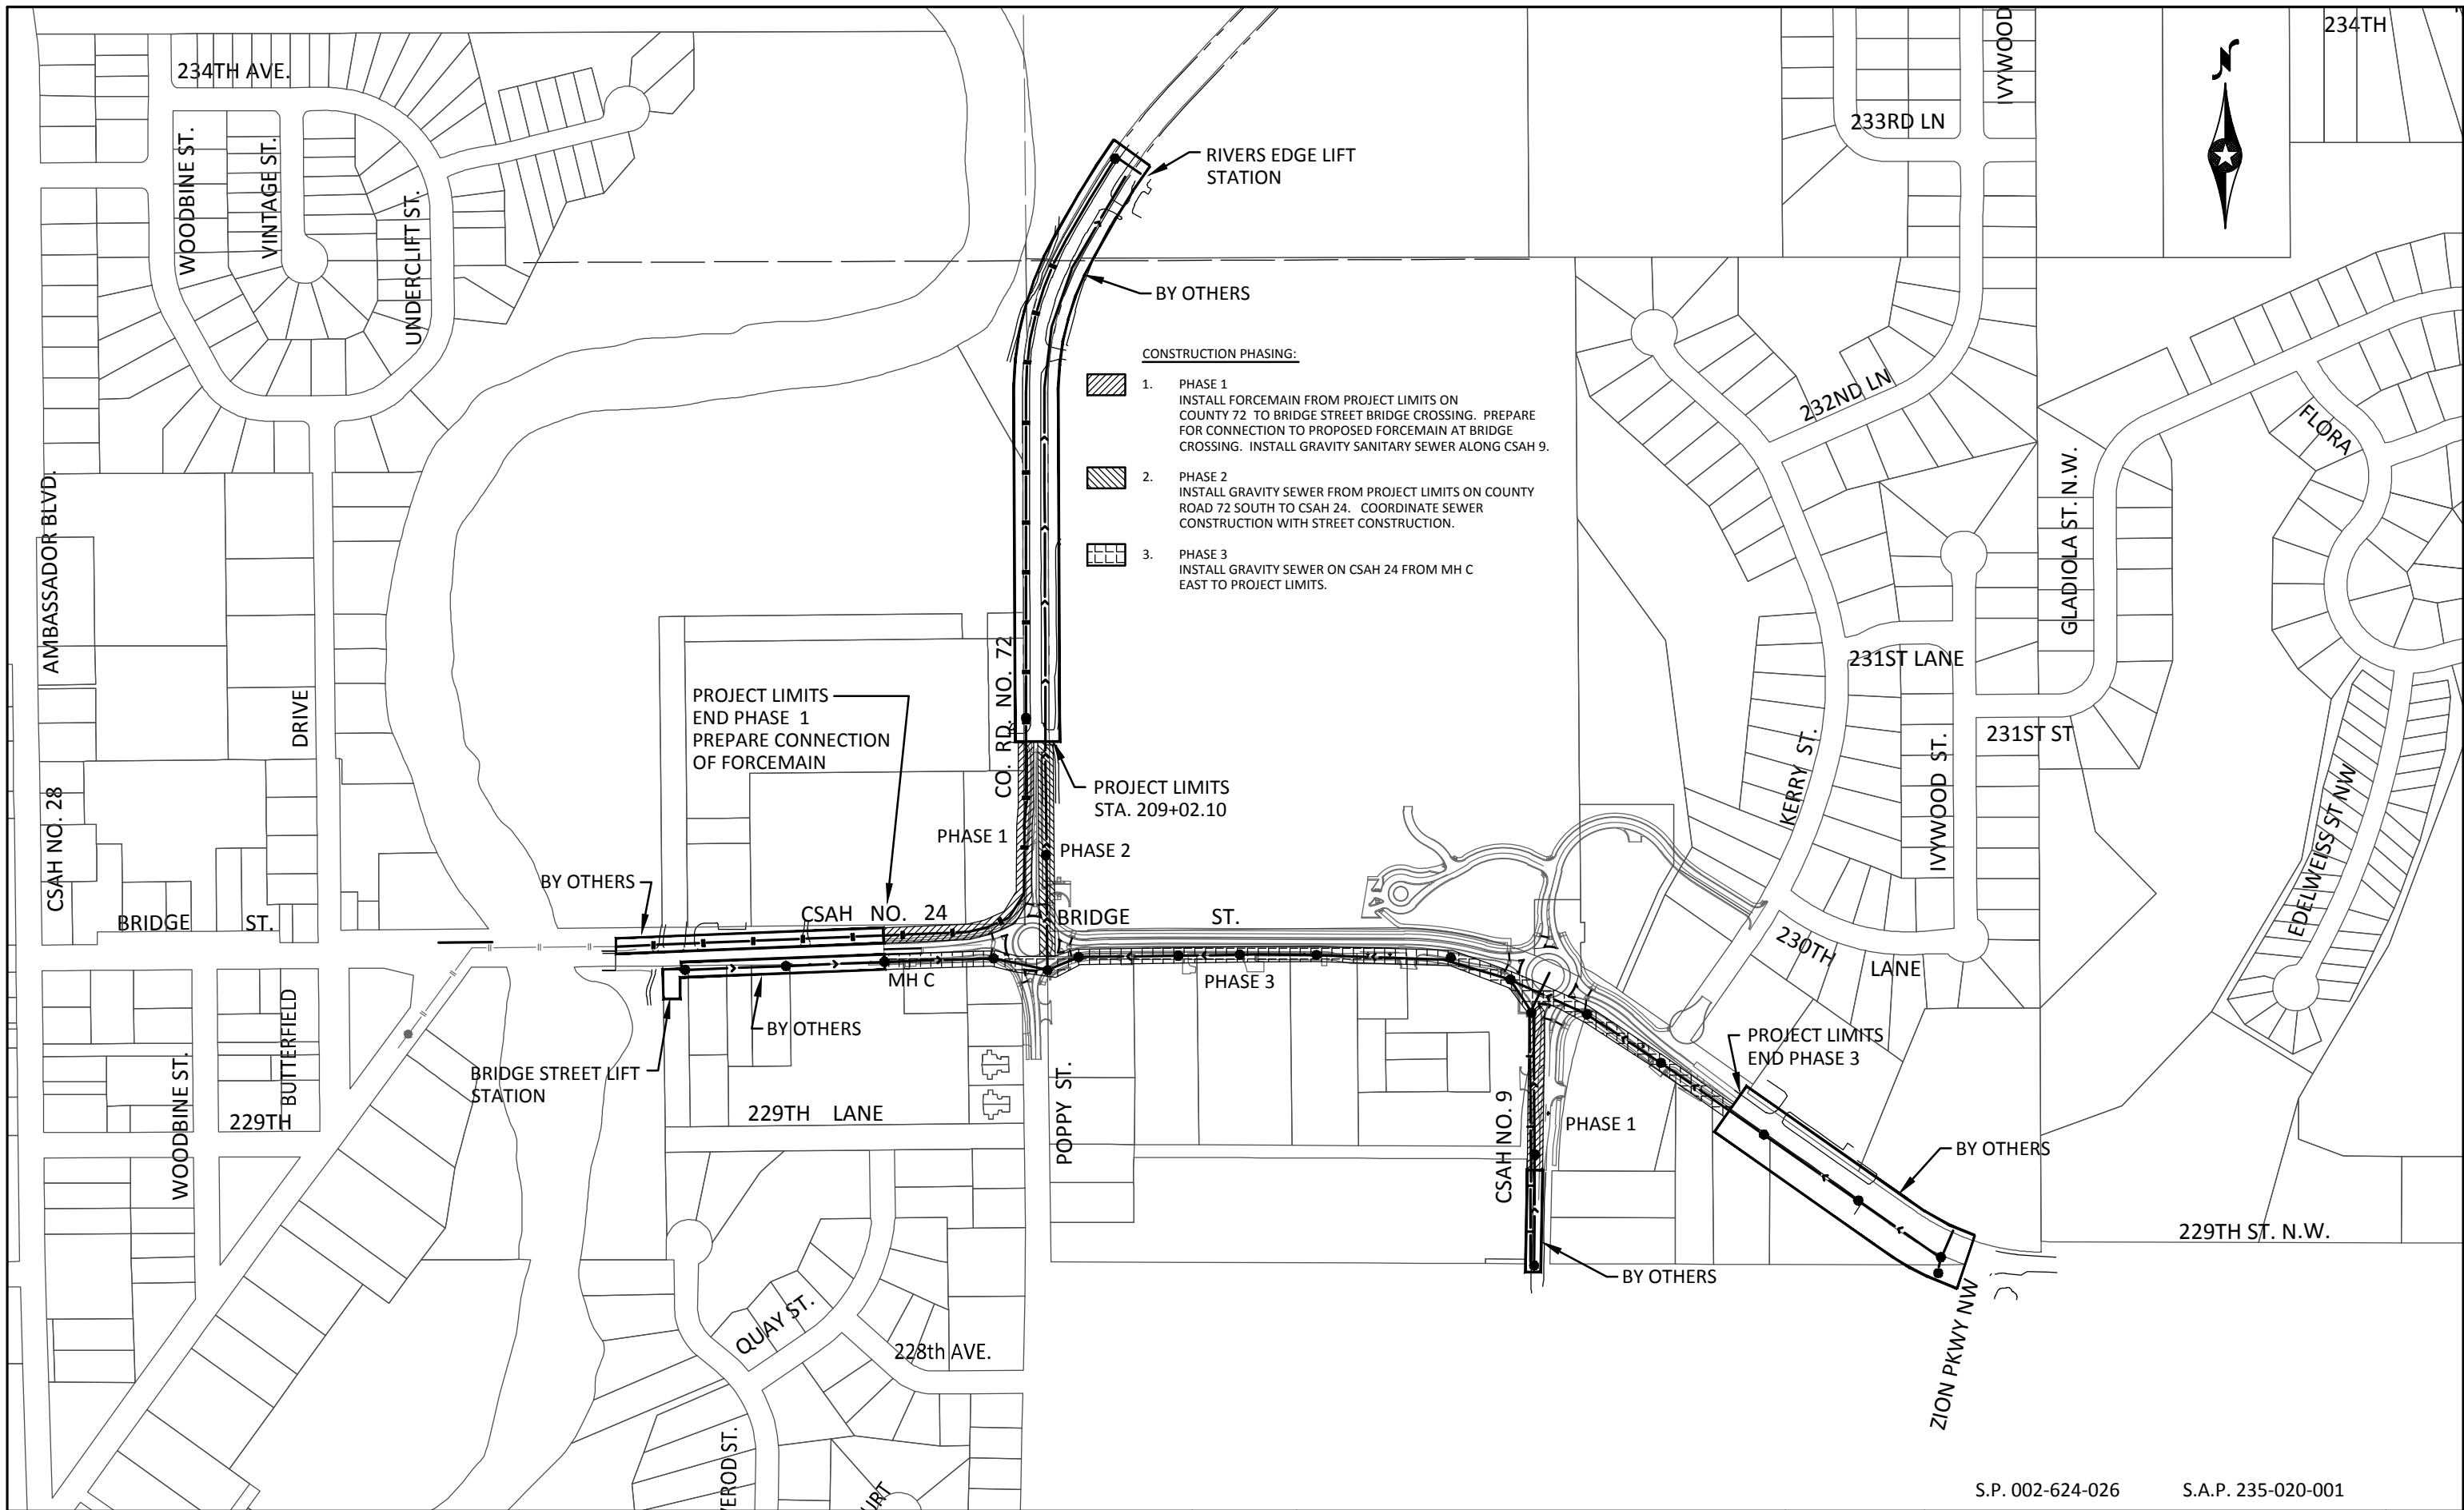 234TH AVE.
WOODBINE ST.
VINTAGE ST.
UNDERCLIFT ST.
IVYWOOD
234TH
N
233RD LN
RIVERS EDGE LIFT
STATION
BY OTHERS
CONSTRUCTION PHASING:
1. PHASE 1
INSTALL FORCEMAIN FROM PROJECT LIMITS ON
COUNTY 72 TO BRIDGE STREET BRIDGE CROSSING. PREPARE
FOR CONNECTION TO PROPOSED FORCEMAIN AT BRIDGE
CROSSING. INSTALL GRAVITY SANITARY SEWER ALONG CSAH 9.
2. PHASE 2
INSTALL GRAVITY SEWER FROM PROJECT LIMITS ON COUNTY
ROAD 72 SOUTH TO CSAH 24. COORDINATE SEWER
CONSTRUCTION WITH STREET CONSTRUCTION.
3. PHASE 3
INSTALL GRAVITY SEWER ON CSAH 24 FROM MH C
EAST TO PROJECT LIMITS.
232ND LN
FLORA
GLADIOLA ST. N.W.
AMBASSADOR BLVD.
CSAH NO. 28
DRIVE
CO. RD. NO. 72
PROJECT LIMITS
END PHASE 1
PREPARE CONNECTION
OF FORCEMAIN
PROJECT LIMITS
STA. 209+02.10
PHASE 1
PHASE 2
231ST LANE
231ST ST
KERRY ST.
IVYWOOD ST.
EDELWEISS ST NW
BY OTHERS
BRIDGE ST.
CSAH NO. 24
BRIDGE ST.
230TH LANE
MH C
PHASE 3
BY OTHERS
BRIDGE STREET LIFT
STATION
BUTTERFIELD
WOODBINE ST.
229TH
229TH LANE
POPPY ST.
CSAH NO. 9
PHASE 1
PROJECT LIMITS
END PHASE 3
BY OTHERS
229TH ST. N.W.
BY OTHERS
ZION PKWY NW
QUAY ST.
228th AVE.
VEROD ST.
URT
S.P. 002-624-026 S.A.P. 235-020-001